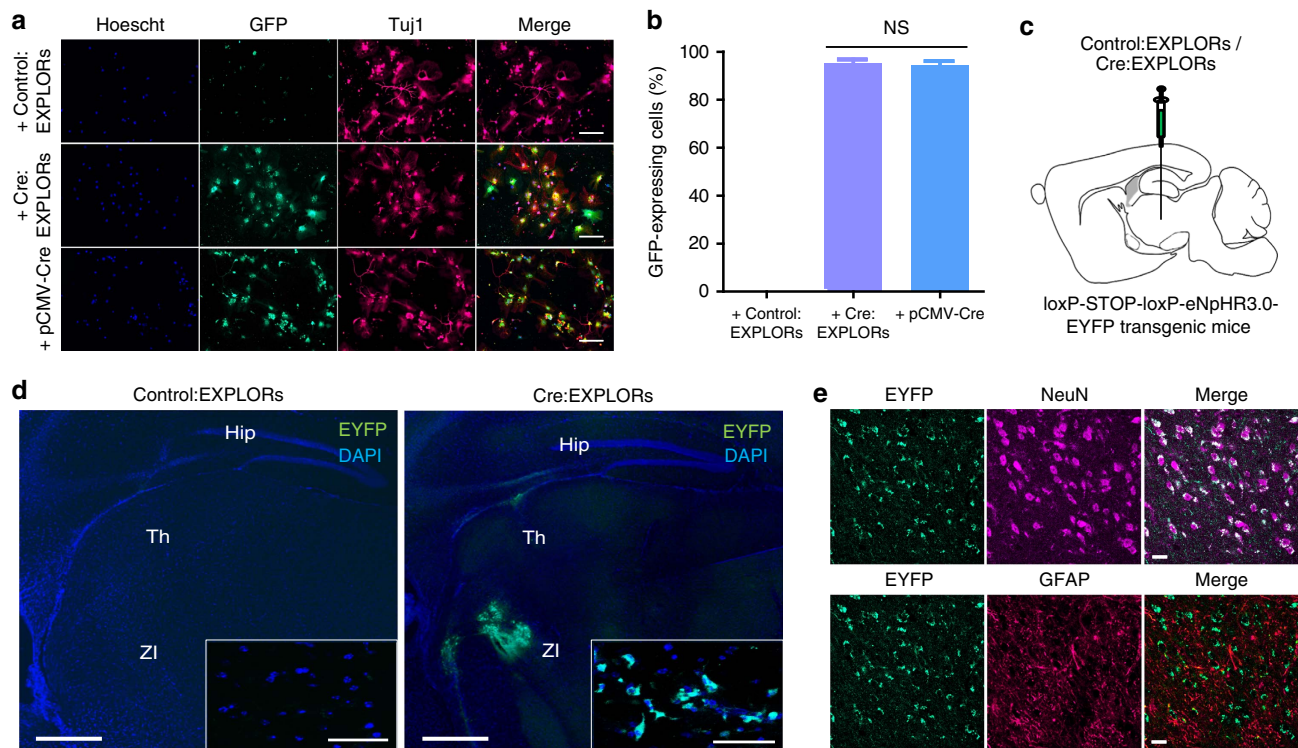 a
Hoescht GFP Tuj1 Merge
+ Control:
EXPLORs
+ Cre:
EXPLORs
+ pCMV-Cre
b
NS
GFP-expressing cells (%)
100
80
60
40
20
0
+ Control:
EXPLORs
+ Cre:
EXPLORs
+ pCMV-Cre
c
Control:EXPLORs /
Cre:EXPLORs
loxP-STOP-loxP-eNpHR3.0-
EYFP transgenic mice
d
Control:EXPLORs
Hip
EYFP
DAPI
Th
ZI
Cre:EXPLORs
Hip
EYFP
DAPI
Th
ZI
e
EYFP NeuN Merge
EYFP GFAP Merge